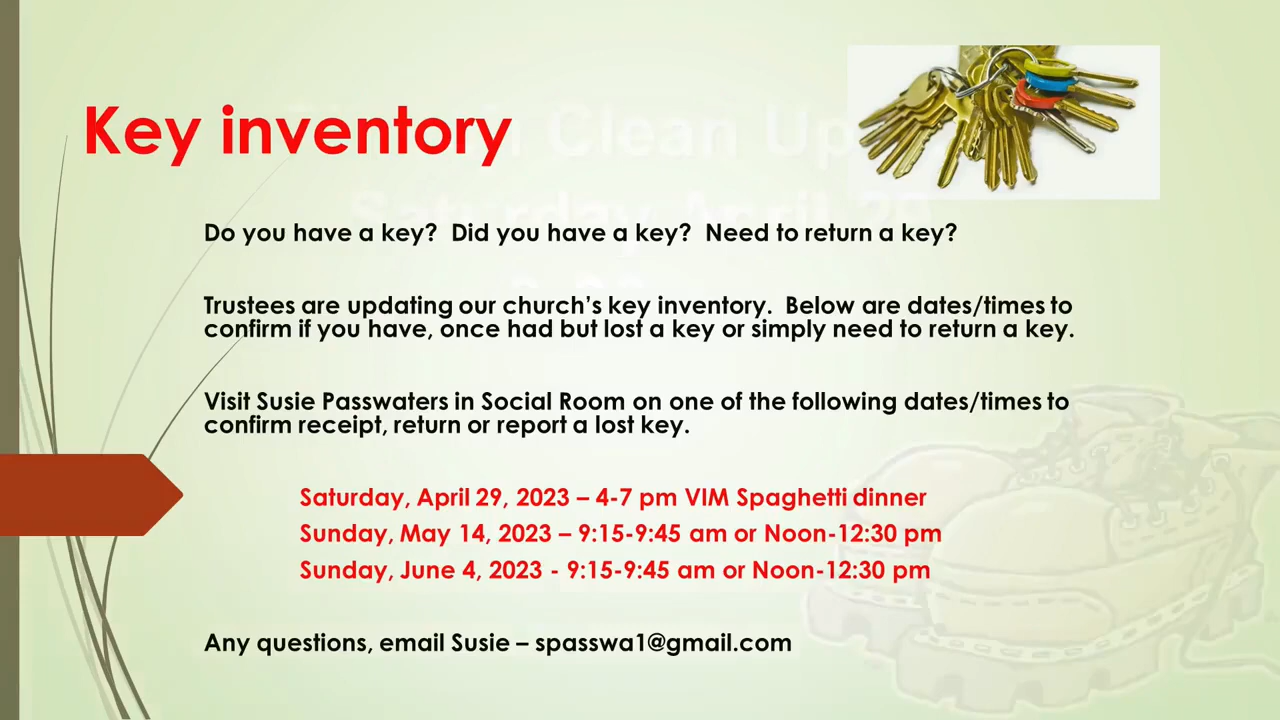 Key inventory
Clean Up
Saturday April 29
Do you have a key?  Did you have a key?  Need to return a key?
Trustees are updating our church's key inventory.  Below are dates/times to
confirm if you have, once had but lost a key or simply need to return a key.
Visit Susie Passwaters in Social Room on one of the following dates/times to
confirm receipt, return or report a lost key.
Saturday, April 29, 2023 – 4-7 pm VIM Spaghetti dinner
Sunday, May 14, 2023 – 9:15-9:45 am or Noon-12:30 pm
Sunday, June 4, 2023 - 9:15-9:45 am or Noon-12:30 pm
Any questions, email Susie – spasswa1@gmail.com